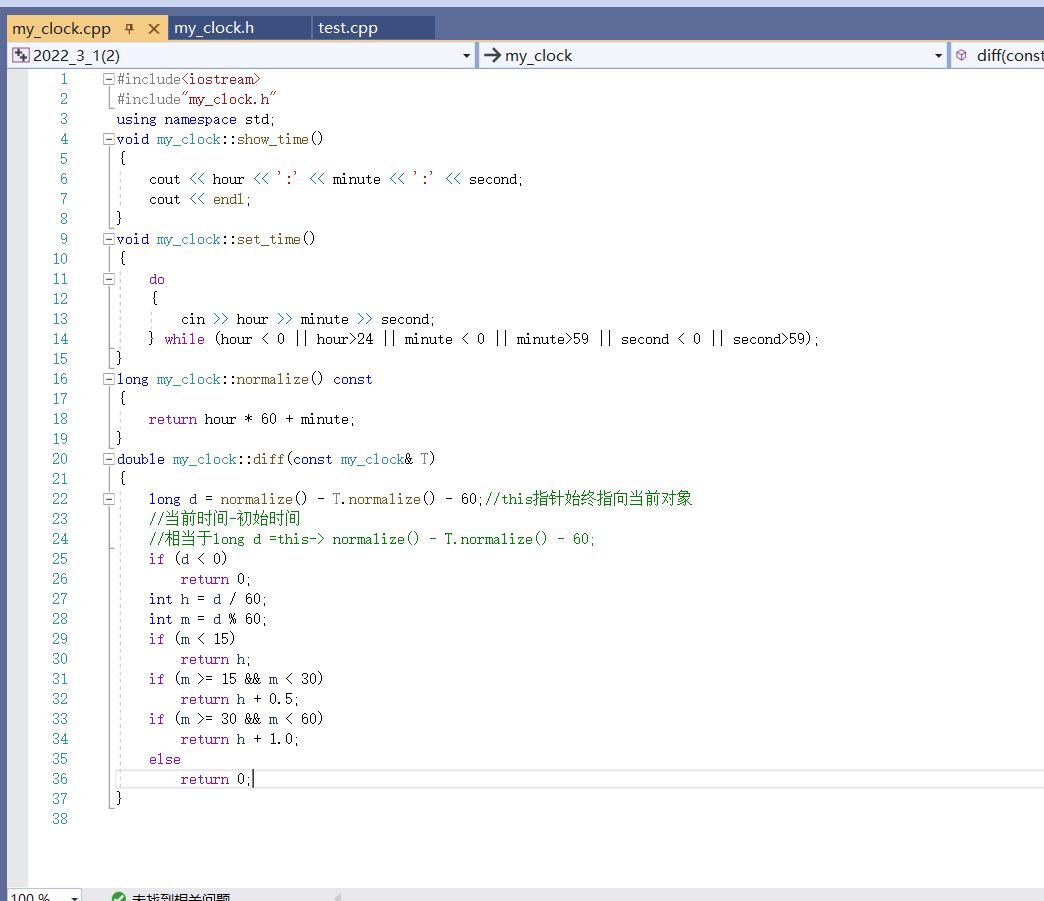 my_clock.cpp my_clock.h test.cpp
2022_3_1(2) my_clock diff(const
1 #include<iostream>
2 #include"my_clock.h"
3 using namespace std;
4 void my_clock::show_time()
5 {
6 cout << hour << ':' << minute << ':' << second;
7 cout << endl;
8 }
9 void my_clock::set_time()
10 {
11 do
12 {
13 cin >> hour >> minute >> second;
14 } while (hour < 0 || hour>24 || minute < 0 || minute>59 || second < 0 || second>59);
15 }
16 long my_clock::normalize() const
17 {
18 return hour * 60 + minute;
19 }
20 double my_clock::diff(const my_clock& T)
21 {
22 long d = normalize() - T.normalize() - 60;//this指针始终指向当前对象
23 //当前时间-初始时间
24 //相当于long d =this-> normalize() - T.normalize() - 60;
25 if (d < 0)
26 return 0;
27 int h = d / 60;
28 int m = d % 60;
29 if (m < 15)
30 return h;
31 if (m >= 15 && m < 30)
32 return h + 0.5;
33 if (m >= 30 && m < 60)
34 return h + 1.0;
35 else
36 return 0;
37 }
38
100 % 未找到相关问题